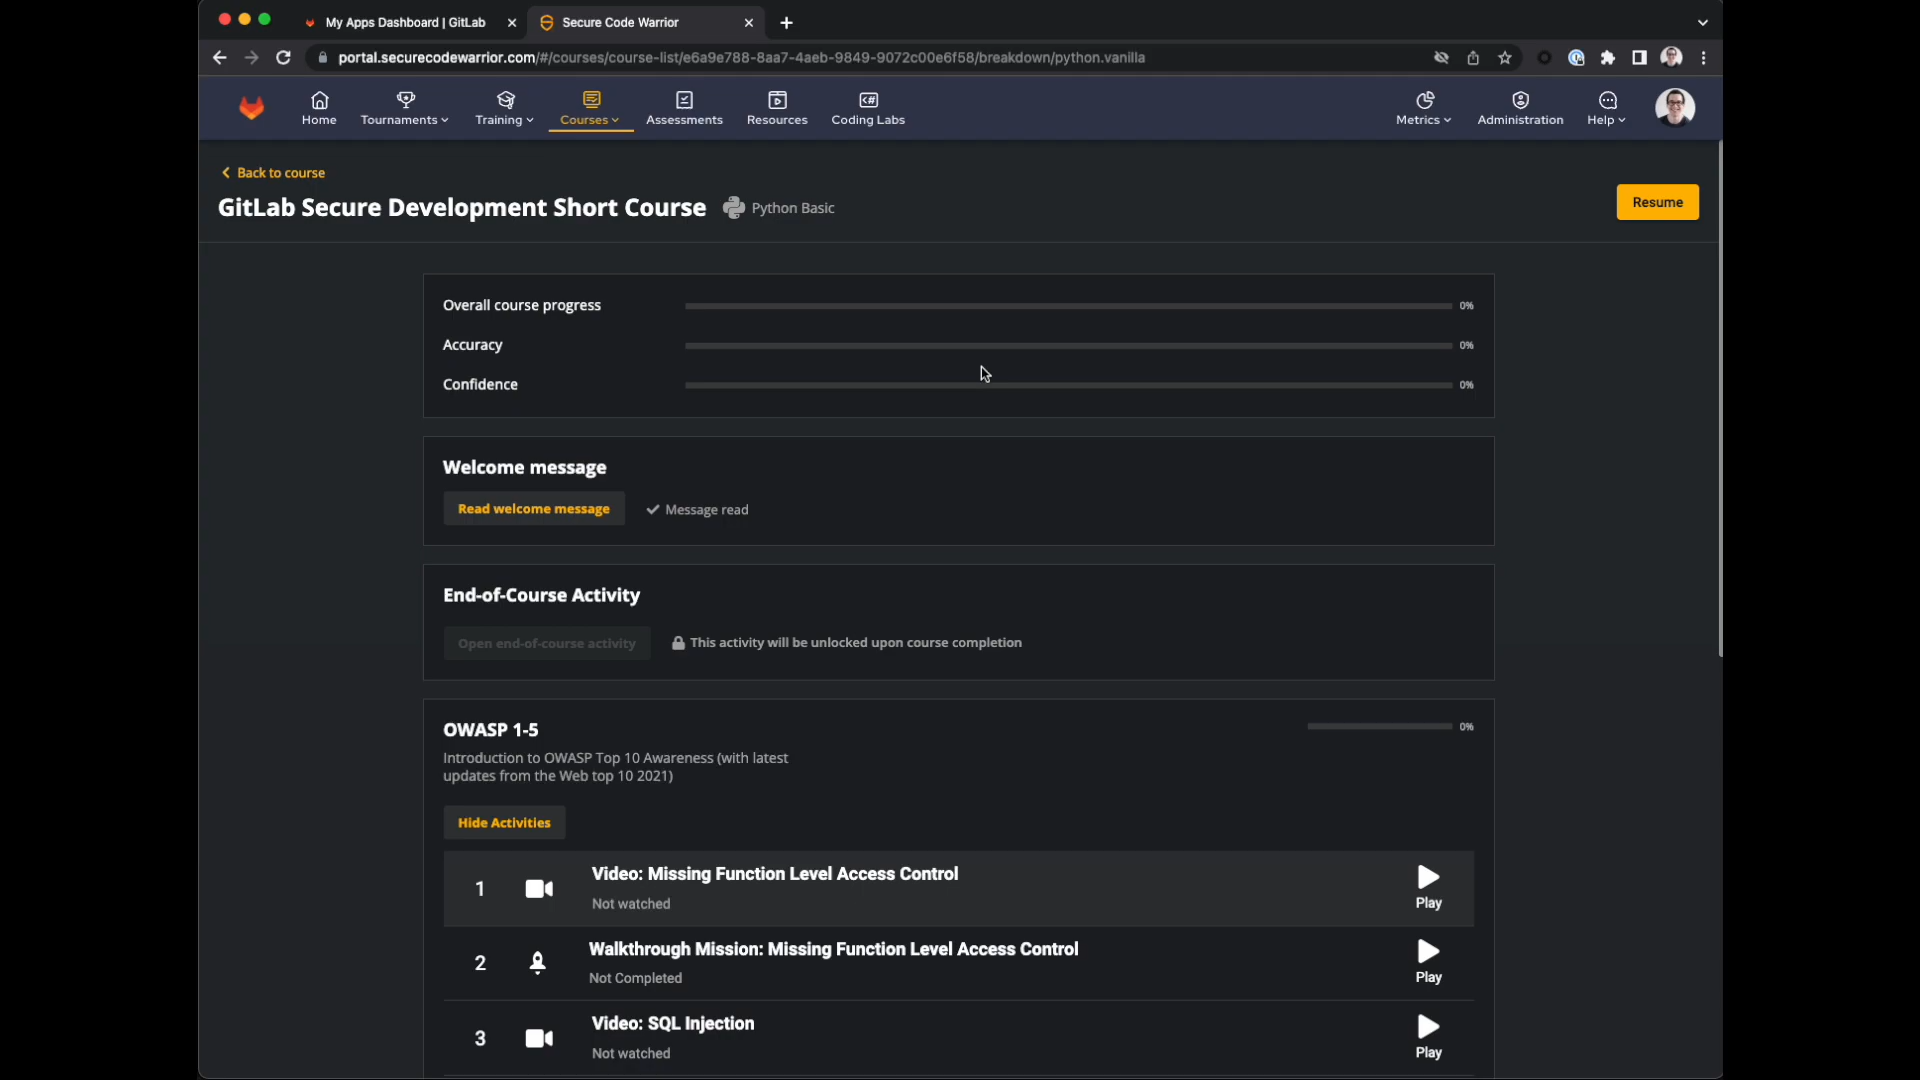 My Apps Dashboard | GitLab
Secure Code Warrior
portal.securecodewarrior.com/#/courses/course-list/e6a9e788-8aa7-4aeb-9849-9072c00e6f58/breakdown/python.vanilla
Home
Tournaments
Training
Courses
Assessments
Resources
Coding Labs
Metrics
Administration
Help
Back to course
GitLab Secure Development Short Course
Python Basic
Resume
Overall course progress
0%
Accuracy
0%
Confidence
0%
Welcome message
Read welcome message
Message read
End-of-Course Activity
Open end-of-course activity
This activity will be unlocked upon course completion
OWASP 1-5
0%
Introduction to OWASP Top 10 Awareness (with latest
updates from the Web top 10 2021)
Hide Activities
1
Video: Missing Function Level Access Control
Not watched
Play
2
Walkthrough Mission: Missing Function Level Access Control
Not Completed
Play
3
Video: SQL Injection
Not watched
Play